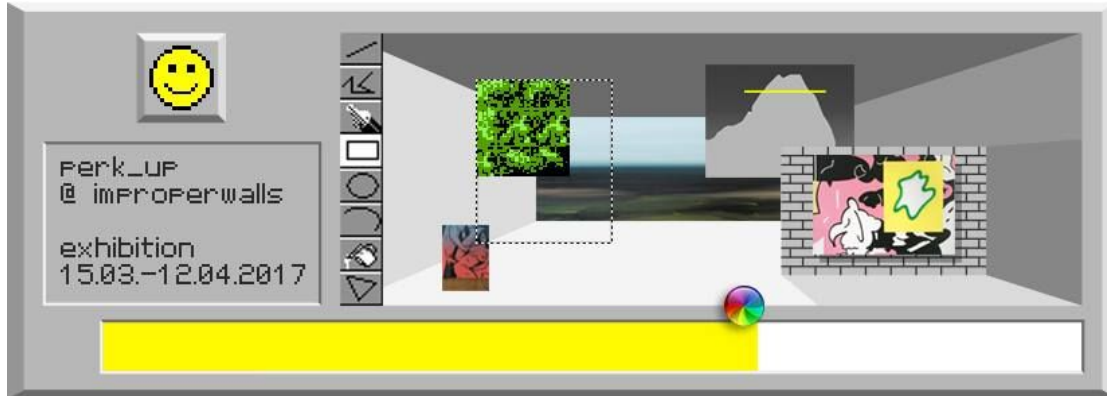 perk_up
@ improperwalls
exhibition
15.03.-12.04.2017